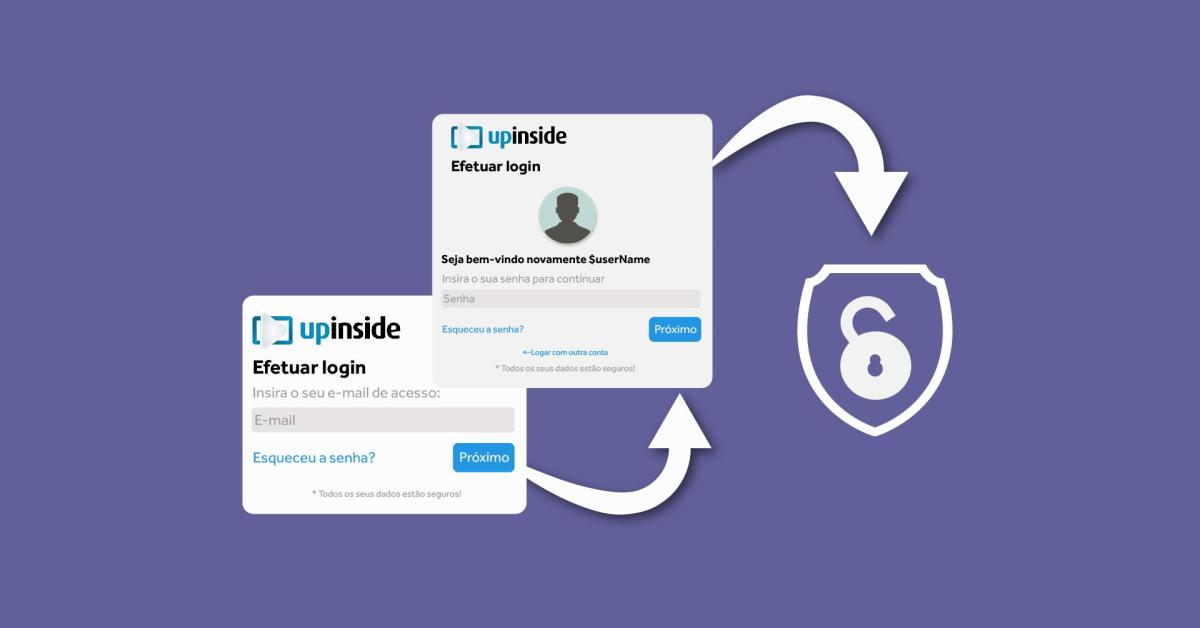 upinside
Efetuar login
Insira o seu e-mail de acesso:
E-mail
Esqueceu a senha?
Próximo
* Todos os seus dados estão seguros!
upinside
Efetuar login
Seja bem-vindo novamente $userName
Insira o sua senha para continuar
Senha
Esqueceu a senha?
Próximo
←Logar com outra conta
* Todos os seus dados estão seguros!